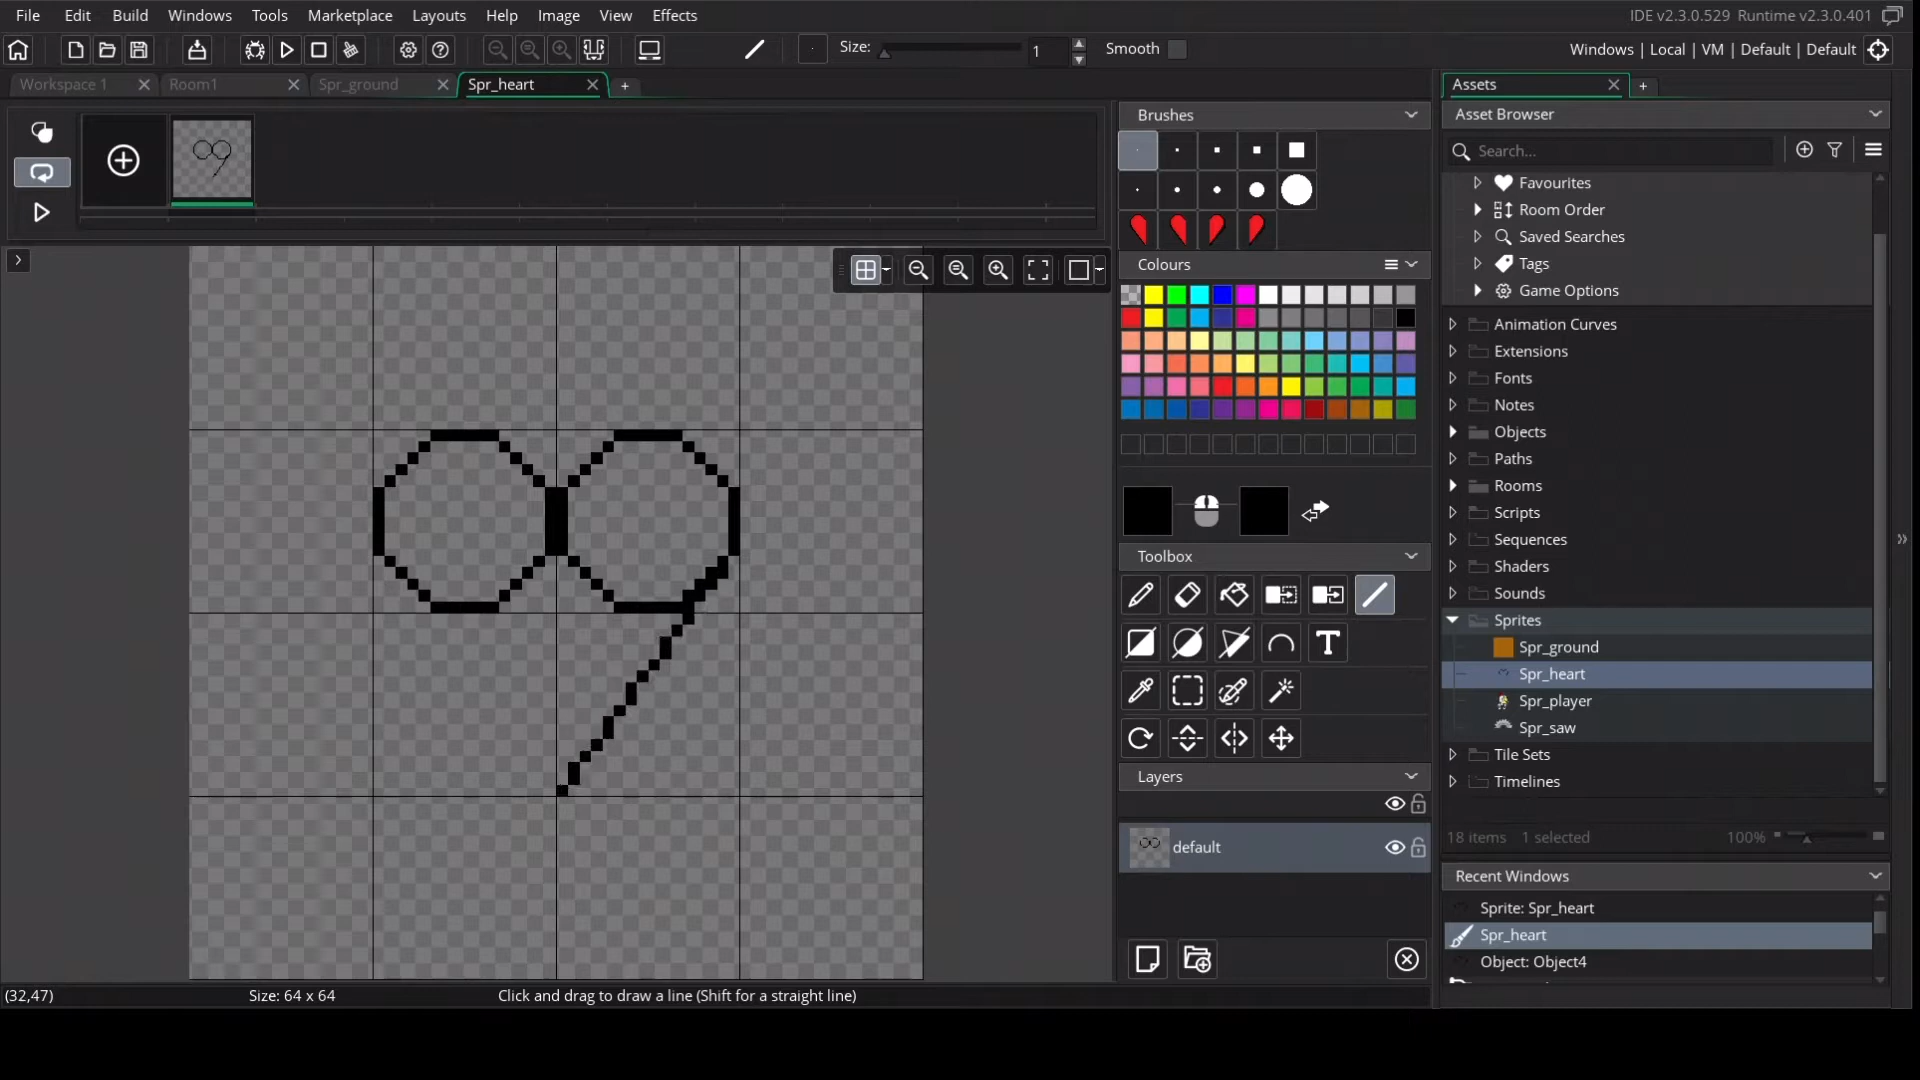 File Edit Build Windows Tools Marketplace Layouts Help Image View Effects
IDE v2.3.0.529 Runtime v2.3.0.401
Size: 1 Smooth
Windows | Local | VM | Default | Default
Workspace 1
Room1
Spr_ground
Spr_heart
Assets
Brushes
Asset Browser
Search...
Favourites
Room Order
Saved Searches
Tags
Game Options
Colours
Animation Curves
Extensions
Fonts
Notes
Objects
Paths
Rooms
Scripts
Sequences
Shaders
Sounds
Sprites
Spr_ground
Spr_heart
Spr_player
Spr_saw
Tile Sets
Timelines
Toolbox
T
Layers
default
18 items 1 selected 100%
Recent Windows
Sprite: Spr_heart
Spr_heart
Object: Object4
(32,47)
Size: 64 x 64
Click and drag to draw a line (Shift for a straight line)